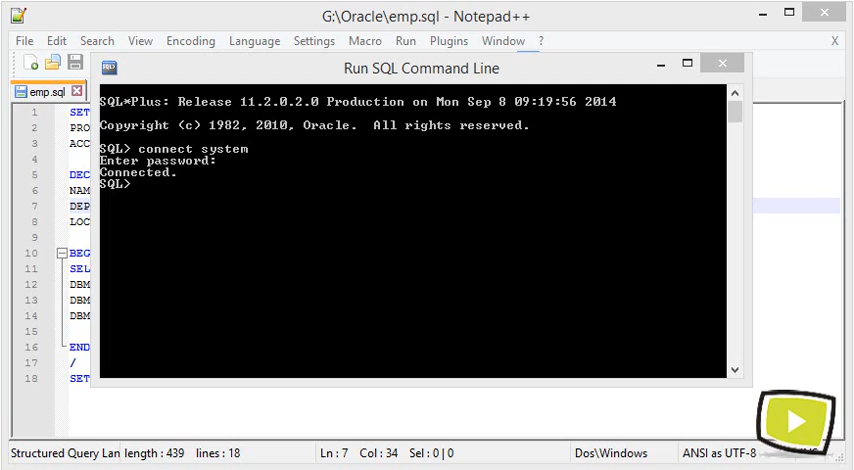 G:\Oracle\emp.sql - Notepad++
File Edit Search View Encoding Language Settings Macro Run Plugins Window ? X
Run SQL Command Line
emp.sql
SQL*Plus: Release 11.2.0.2.0 Production on Mon Sep 8 09:19:56 2014
Copyright (c) 1982, 2010, Oracle.  All rights reserved.
SQL> connect system
Enter password:
Connected.
SQL>
1 SET
2 PRO
3 ACC
4
5 DEC
6 NAM
7 DEP
8 LOC
9
10 BEG
11 SEL
12 DBM
13 DBM
14 DBM
15
16 END
17 /
18 SET
Structured Query Lan length : 439 lines : 18 Ln : 7 Col : 34 Sel : 0 | 0 Dos\Windows ANSI as UTF-8